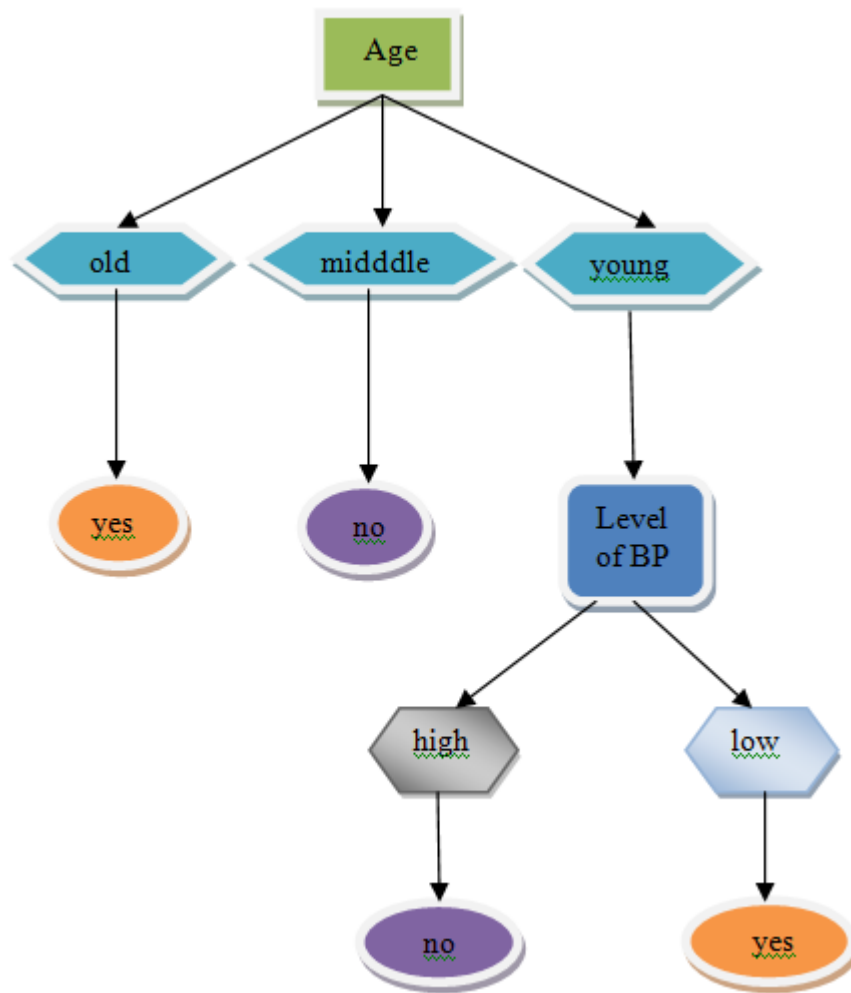 Age
old
midddle
young
yes
no
Level
of BP
high
low
no
yes